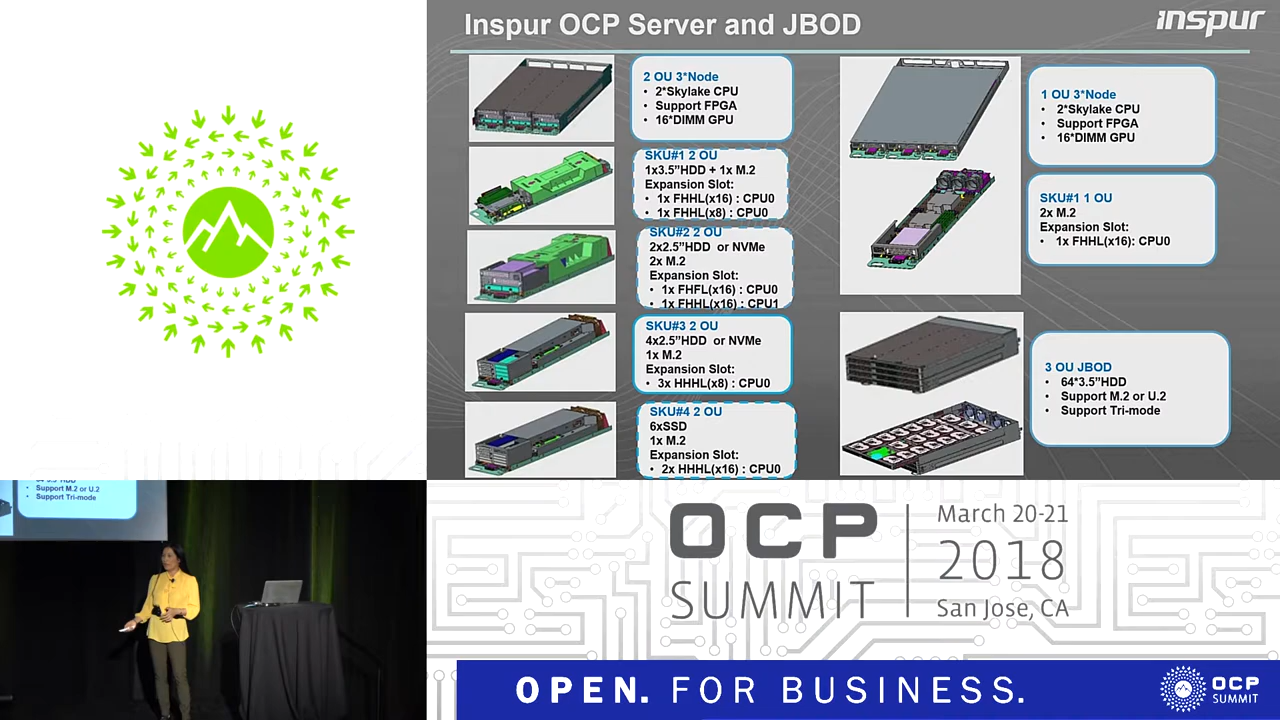 Inspur OCP Server and JBOD
inspur
2 OU 3*Node
• 2*Skylake CPU
• Support FPGA
• 16*DIMM GPU
SKU#1 2 OU
1x3.5”HDD + 1x M.2
Expansion Slot:
• 1x FHHL(x16) : CPU0
• 1x FHHL(x8) : CPU0
SKU#2 2 OU
2x2.5”HDD or NVMe
2x M.2
Expansion Slot:
• 1x FHFL(x16) : CPU0
• 1x FHHL(x16) : CPU1
SKU#3 2 OU
4x2.5”HDD or NVMe
1x M.2
Expansion Slot:
• 3x HHHL(x8) : CPU0
SKU#4 2 OU
6xSSD
1x M.2
Expansion Slot:
• 2x HHHL(x16) : CPU0
1 OU 3*Node
• 2*Skylake CPU
• Support FPGA
• 16*DIMM GPU
SKU#1 1 OU
2x M.2
Expansion Slot:
• 1x FHHL(x16): CPU0
3 OU JBOD
• 64*3.5”HDD
• Support M.2 or U.2
• Support Tri-mode
64*3.5”HDD
• Support M.2 or U.2
• Support Tri-mode
OCP
SUMMIT
March 20-21
2018
San Jose, CA
OPEN. FOR BUSINESS.
OCP
SUMMIT